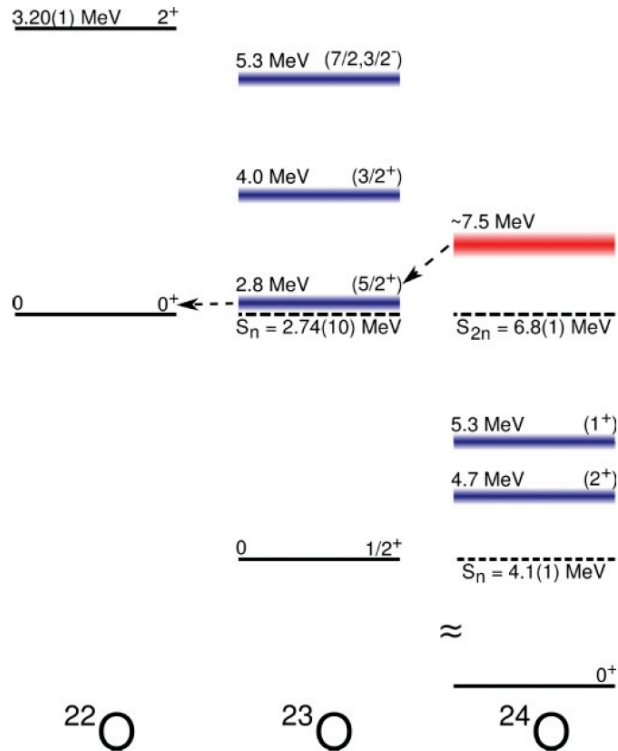 3.20(1) MeV 2⁺
0 0⁺
²²O
5.3 MeV (7/2,3/2⁻)
4.0 MeV (3/2⁺)
2.8 MeV (5/2⁺)
Sₙ = 2.74(10) MeV
0 1/2⁺
²³O
~7.5 MeV
S₂ₙ = 6.8(1) MeV
5.3 MeV (1⁺)
4.7 MeV (2⁺)
Sₙ = 4.1(1) MeV
≈
0⁺
²⁴O